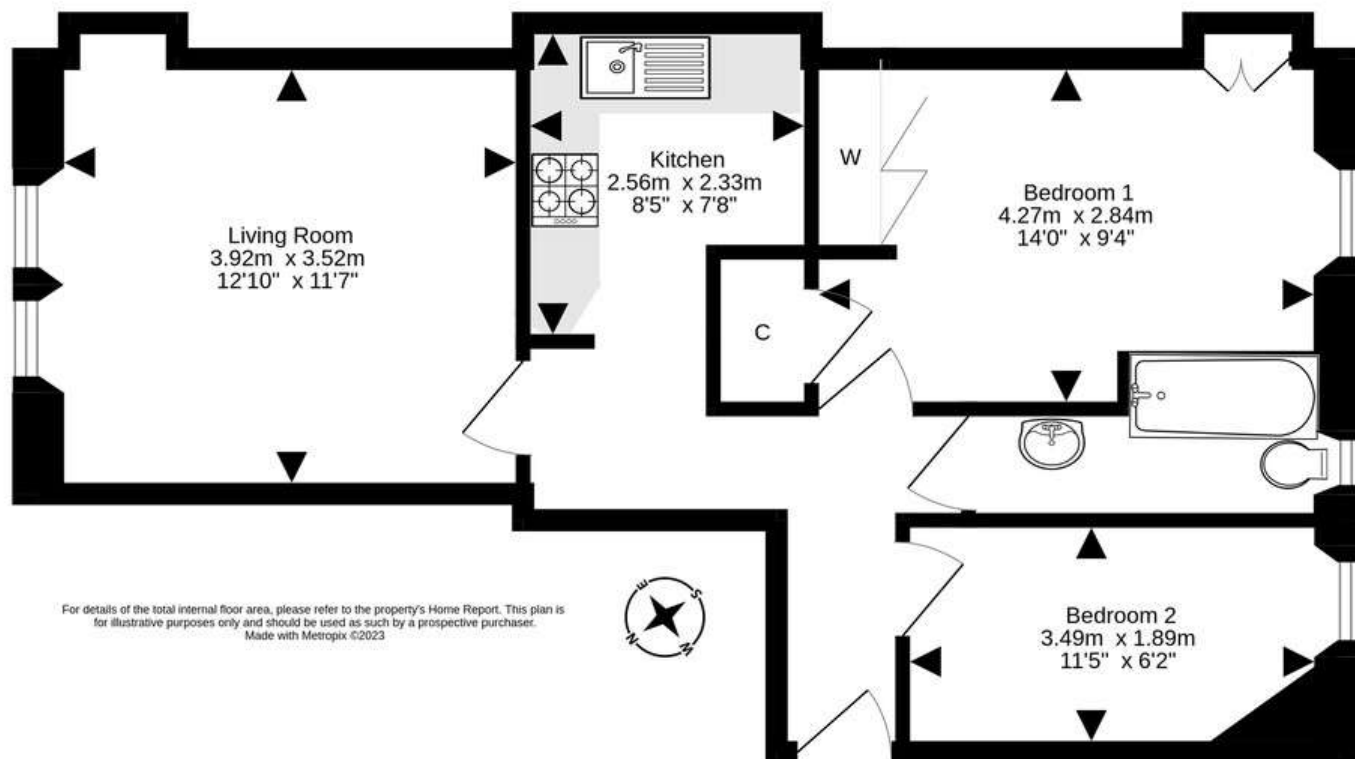 Kitchen
2.56m x 2.33m
8'5" x 7'8"
W
Bedroom 1
4.27m x 2.84m
14'0" x 9'4"
Living Room
3.92m x 3.52m
12'10" x 11'7"
C
E
S
N
W
For details of the total internal floor area, please refer to the property's Home Report. This plan is
for illustrative purposes only and should be used as such by a prospective purchaser.
Made with Metropix ©2023
Bedroom 2
3.49m x 1.89m
11'5" x 6'2"